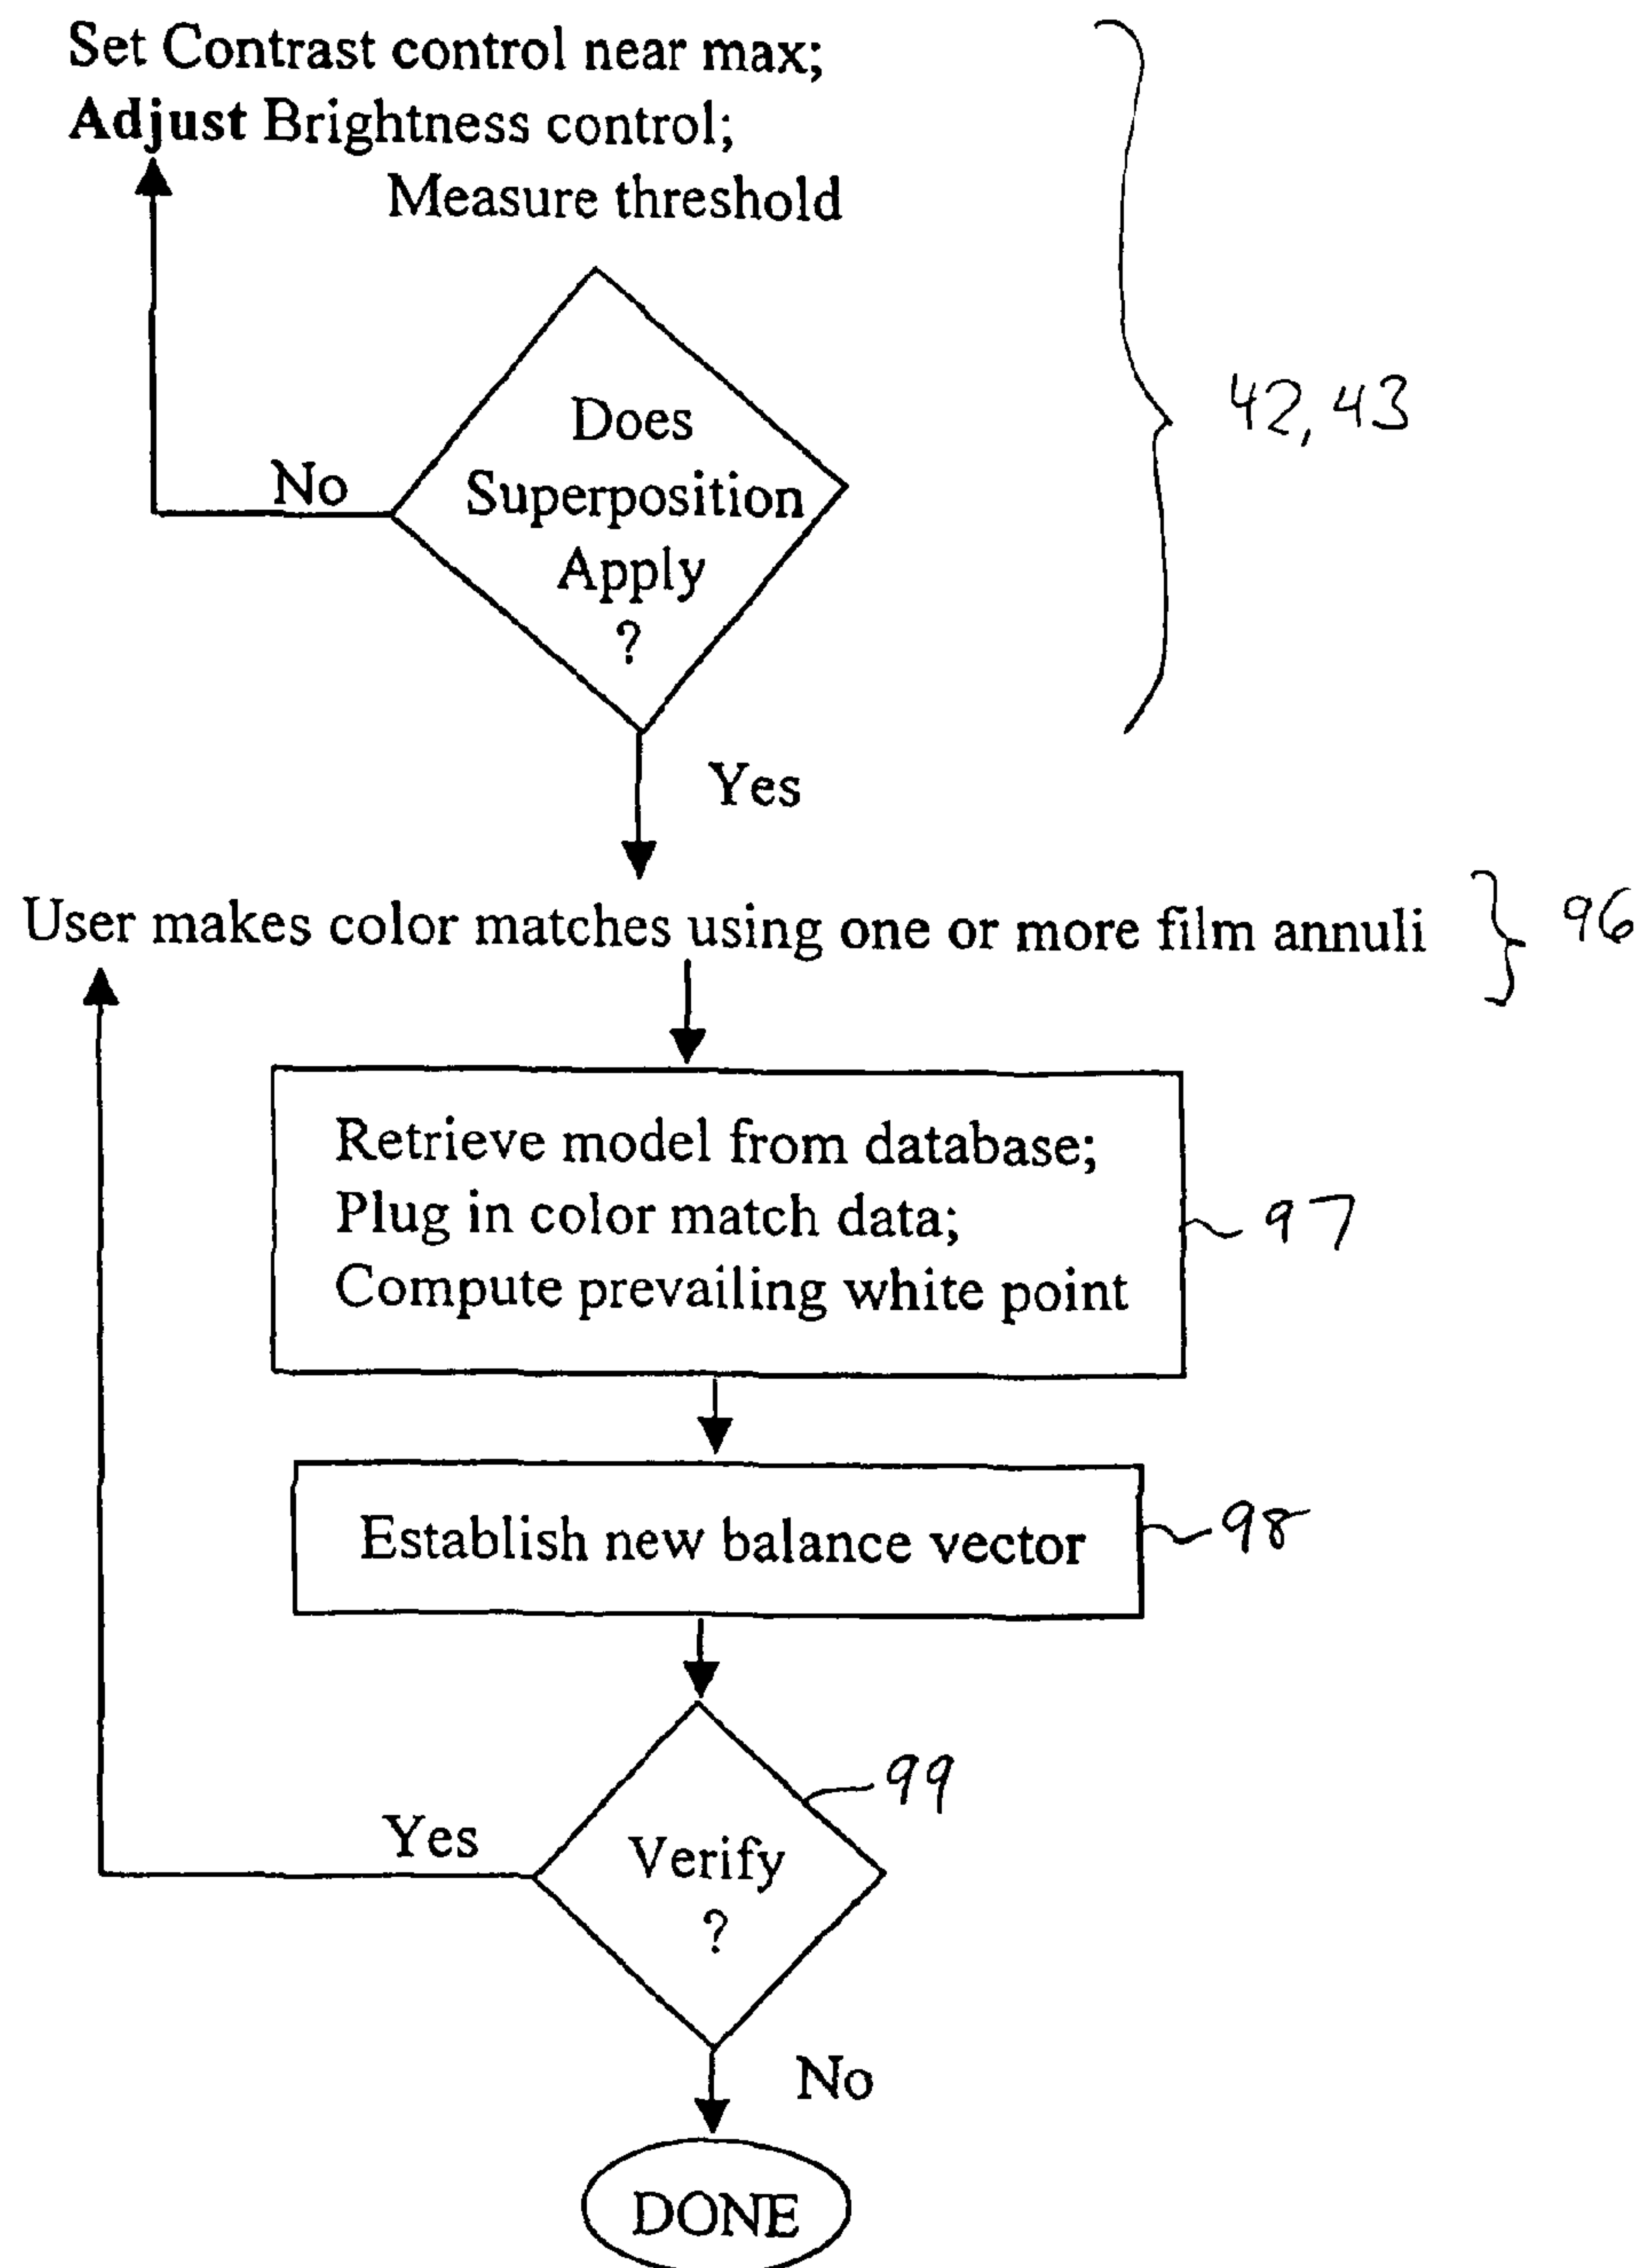 Set Contrast control near max;
Adjust Brightness control;
Measure threshold
Does
Superposition
Apply
?
No
42, 43
Yes
User makes color matches using one or more film annuli
96
Retrieve model from database;
Plug in color match data;
Compute prevailing white point
97
Establish new balance vector
98
99
Verify
?
Yes
No
DONE